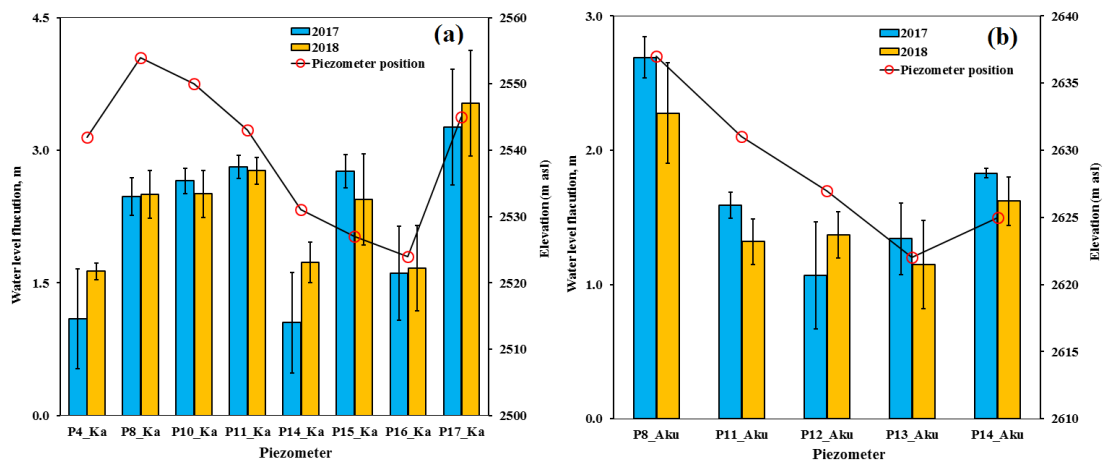 4.5
3.0
1.5
0.0
Water level flucution, m
(a)
2017
2018
Piezometer position
2560
2550
2540
2530
2520
2510
2500
Elevation (m asl)
P4_Ka P8_Ka P10_Ka P11_Ka P14_Ka P15_Ka P16_Ka P17_Ka
Piezometer
3.0
2.0
1.0
0.0
Water level flacution, m
(b)
2017
2018
Piezometer position
2640
2635
2630
2625
2620
2615
2610
Elevation (m asl)
P8_Aku P11_Aku P12_Aku P13_Aku P14_Aku
Piezometer